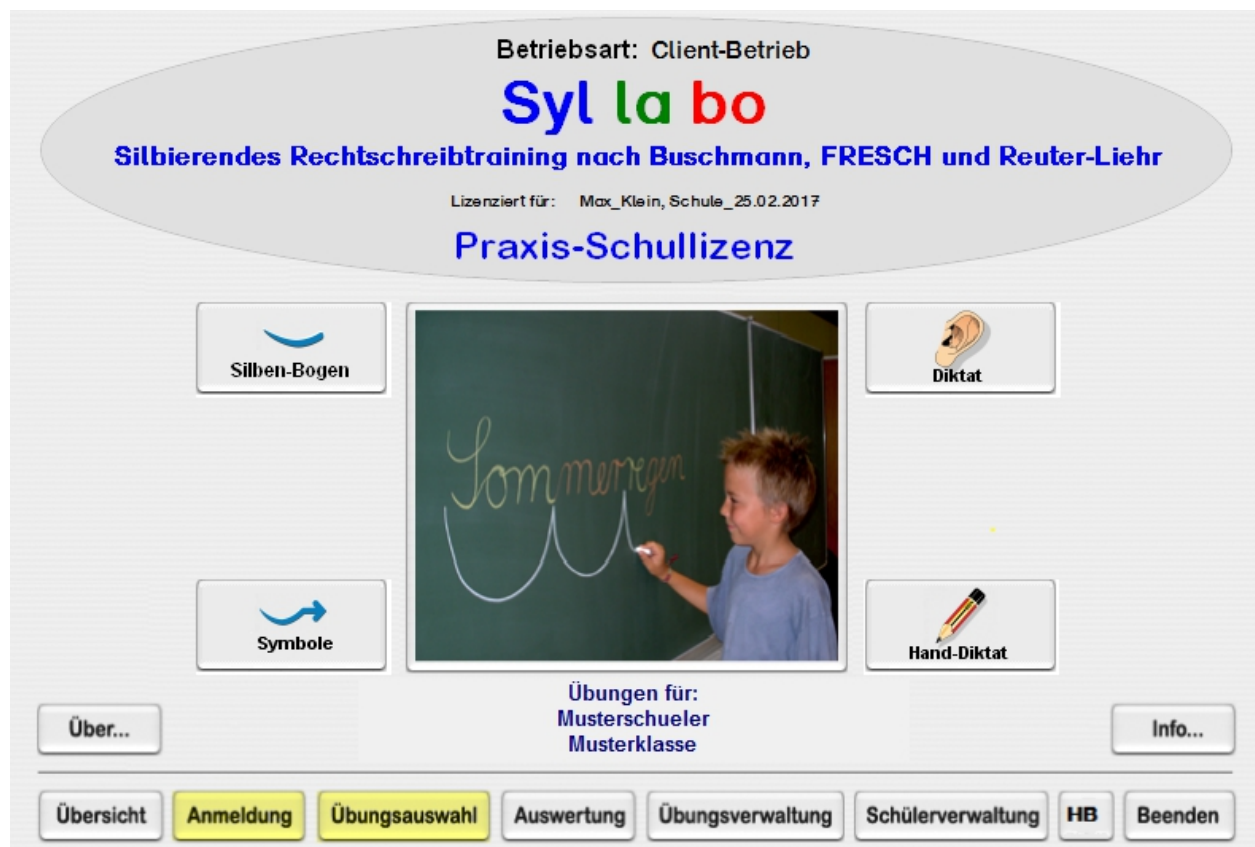 Betriebsart: Client-Betrieb
Syl la bo
Silbierendes Rechtschreibtraining nach Buschmann, FRESCH und Reuter-Liehr
Lizenziert für: Max_Klein, Schule_25.02.2017
Praxis-Schullizenz
Silben-Bogen
Diktat
Sommerregen
Symbole
Hand-Diktat
Übungen für:
Musterschueler
Musterklasse
Über...
Info...
Übersicht Anmeldung Übungsauswahl Auswertung Übungsverwaltung Schülerverwaltung HB Beenden